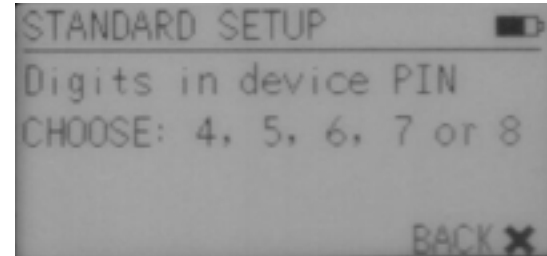 STANDARD SETUP
Digits in device PIN
CHOOSE: 4, 5, 6, 7 or 8
BACK